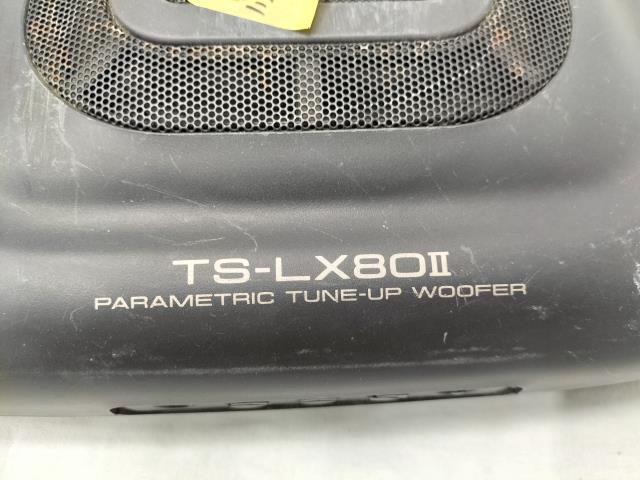 TS-LX80II
PARAMETRIC TUNE-UP WOOFER